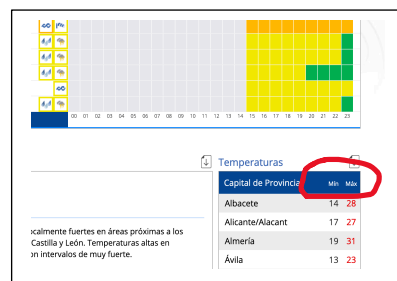 00 01 02 03 04 05 06 07 08 09 10 11 12 13 14 15 16 17 18 19 20 21 22 23
Temperaturas
Capital de Provincia Mín Máx
Albacete 14 28
Alicante/Alacant 17 27
Almería 19 31
Ávila 13 23
ocalmente fuertes en áreas próximas a los
Castilla y León. Temperaturas altas en
on intervalos de muy fuerte.